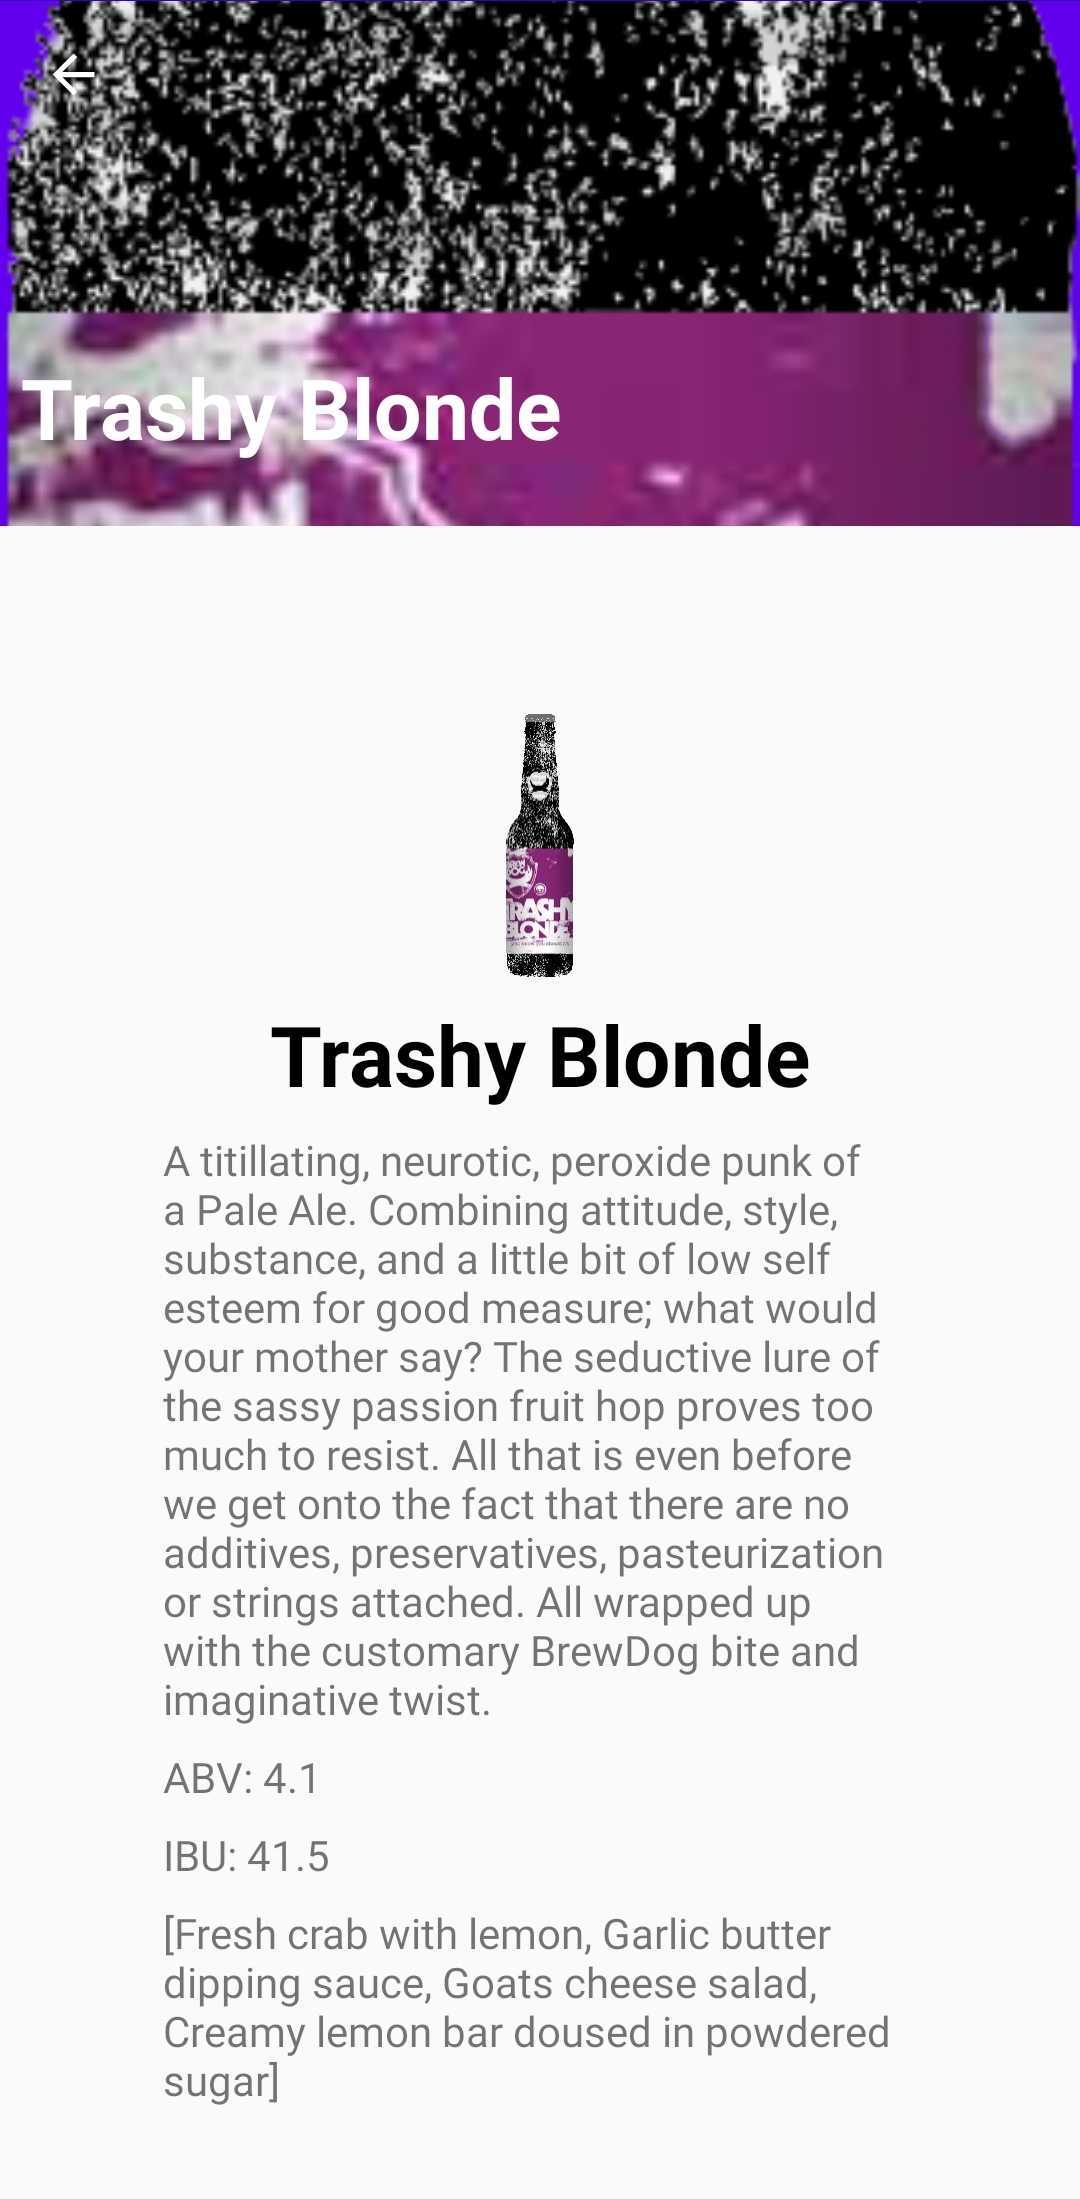 Trashy Blonde
TRASHY
BLONDE
Trashy Blonde
A titillating, neurotic, peroxide punk of
a Pale Ale. Combining attitude, style,
substance, and a little bit of low self
esteem for good measure; what would
your mother say? The seductive lure of
the sassy passion fruit hop proves too
much to resist. All that is even before
we get onto the fact that there are no
additives, preservatives, pasteurization
or strings attached. All wrapped up
with the customary BrewDog bite and
imaginative twist.
ABV: 4.1
IBU: 41.5
[Fresh crab with lemon, Garlic butter
dipping sauce, Goats cheese salad,
Creamy lemon bar doused in powdered
sugar]